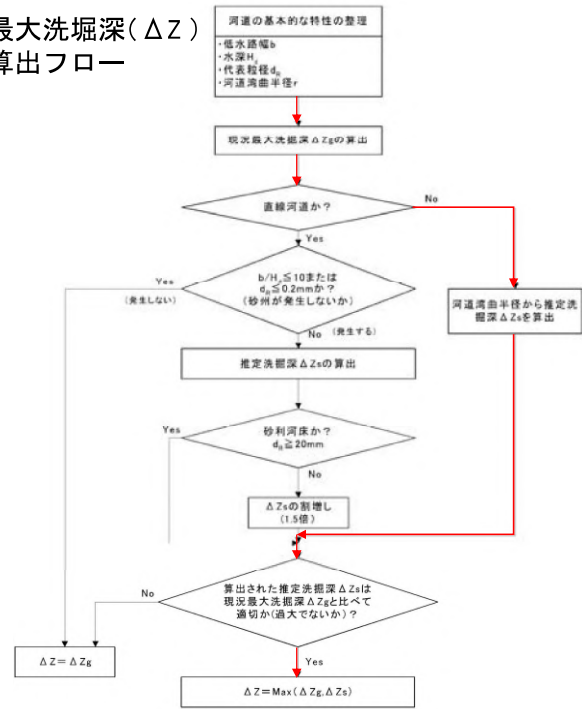 最大洗堀深(ΔZ)
算出フロー
河道の基本的な特性の整理
・低水路幅b
・水深Hd
・代表粒径dR
・河道湾曲半径r
現況最大洗掘深ΔZgの算出
直線河道か?
No
Yes
b/Hd≦10または
dR≦0.2mmか?
(砂州が発生しないか)
Yes
(発生しない)
No (発生する)
河道湾曲半径から推定洗
掘深ΔZsを算出
推定洗掘深ΔZsの算出
砂利河床か?
dR≧20mm
Yes
No
ΔZsの割増し
(1.5倍)
算出された推定洗掘深ΔZsは
現況最大洗掘深ΔZgと比べて
適切か(過大でないか)?
No
Yes
ΔZ=ΔZg
ΔZ=Max(ΔZg,ΔZs)